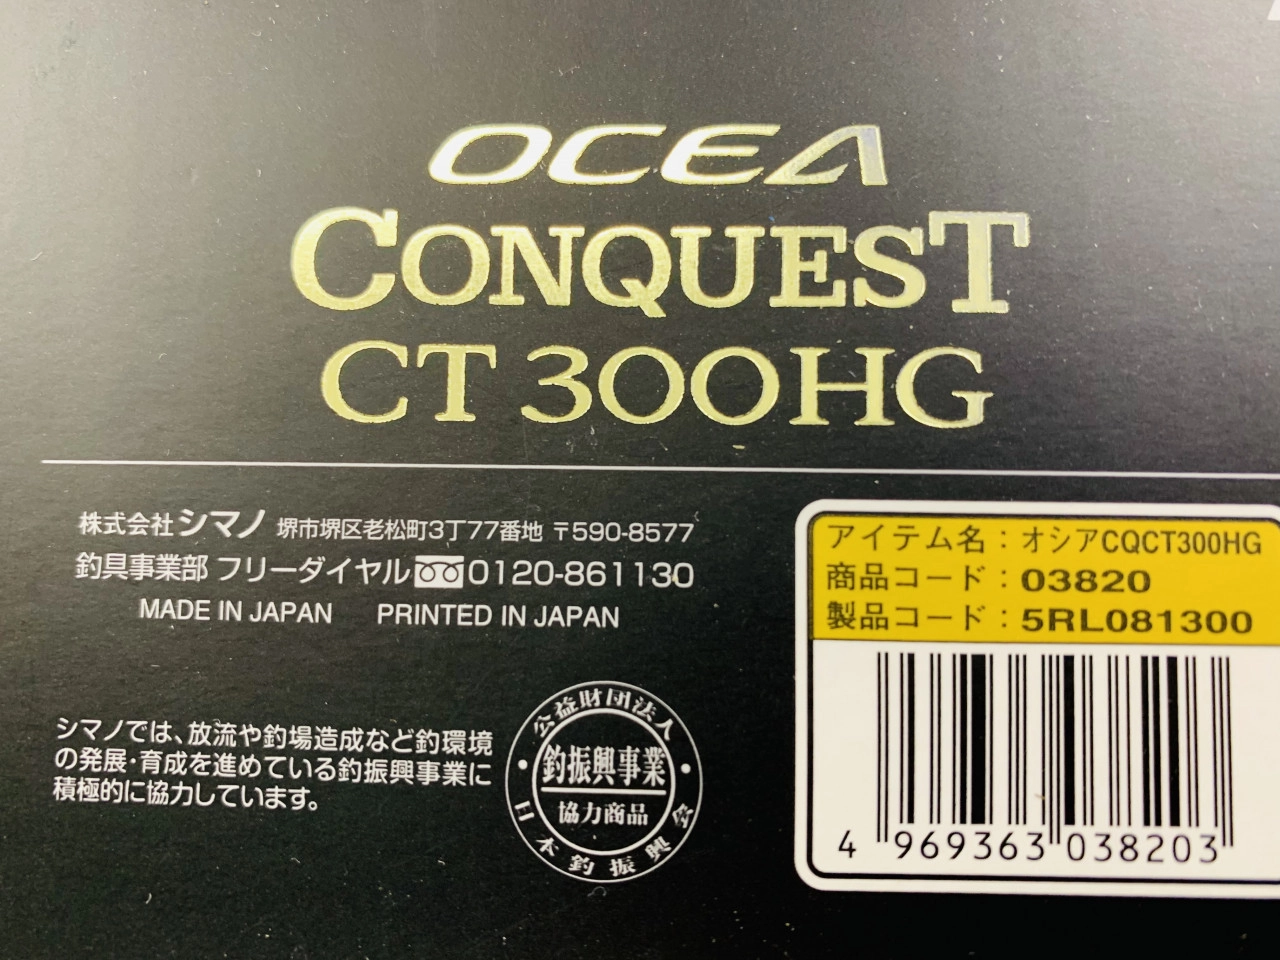 OCEA
CONQUEST
CT 300HG
株式会社シマノ 堺市堺区老松町3丁77番地 〒590-8577
釣具事業部 フリーダイヤル 0120-861130
MADE IN JAPAN PRINTED IN JAPAN
シマノでは、放流や釣場造成など釣環境
の発展・育成を進めている釣振興事業に
積極的に協力しています。
公益財団法人
釣振興事業
協力商品
日本釣振興会
アイテム名：オシアCQCT300HG
商品コード：03820
製品コード：5RL081300
4 969363 038203